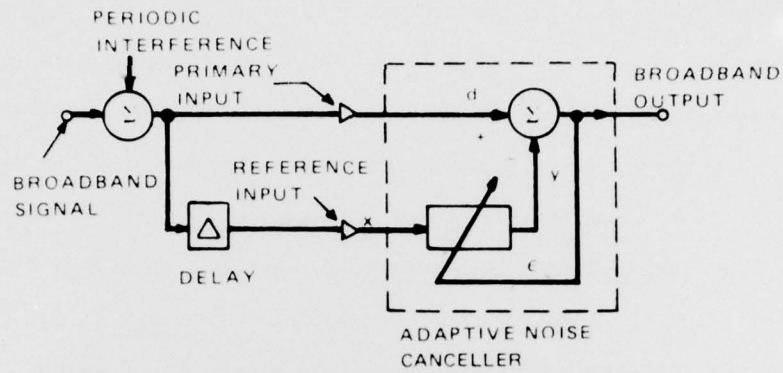 PERIODIC
INTERFERENCE
PRIMARY
INPUT
d
+
Σ
Σ
BROADBAND
OUTPUT
BROADBAND
SIGNAL
REFERENCE
INPUT
x
y
Δ
DELAY
ϵ
ADAPTIVE NOISE
CANCELLER